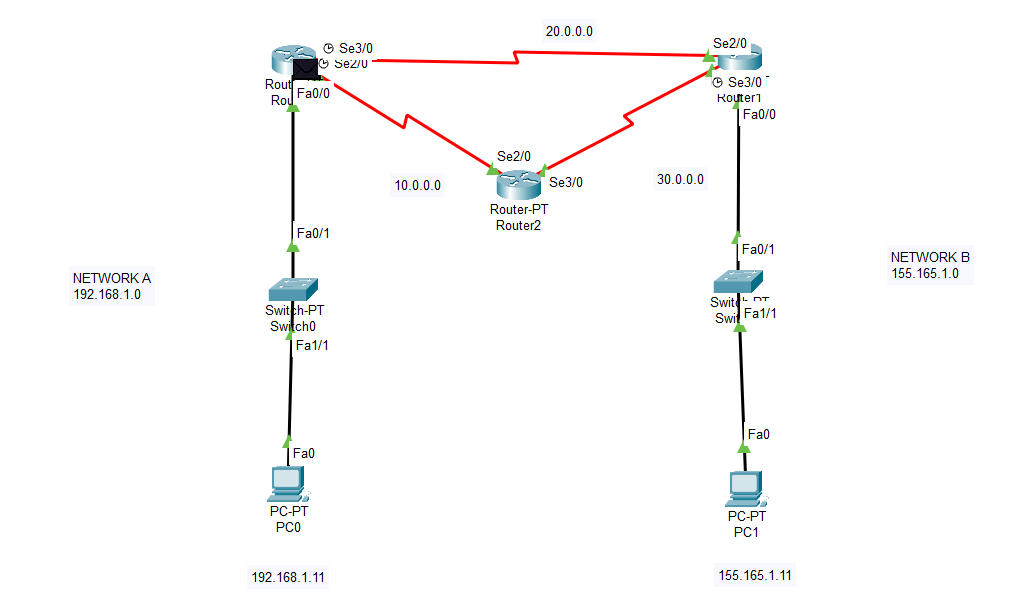 20.0.0.0
Se3/0
Se2/0
Se2/0
Fa0/0
Se3/0
Router1
Fa0/0
Se2/0
Se3/0
10.0.0.0
30.0.0.0
Router-PT
Router2
Fa0/1
Fa0/1
NETWORK A
192.168.1.0
NETWORK B
155.165.1.0
Switch-PT
Switch0
Fa1/1
Fa1/1
Fa0
Fa0
PC-PT
PC0
PC-PT
PC1
192.168.1.11
155.165.1.11